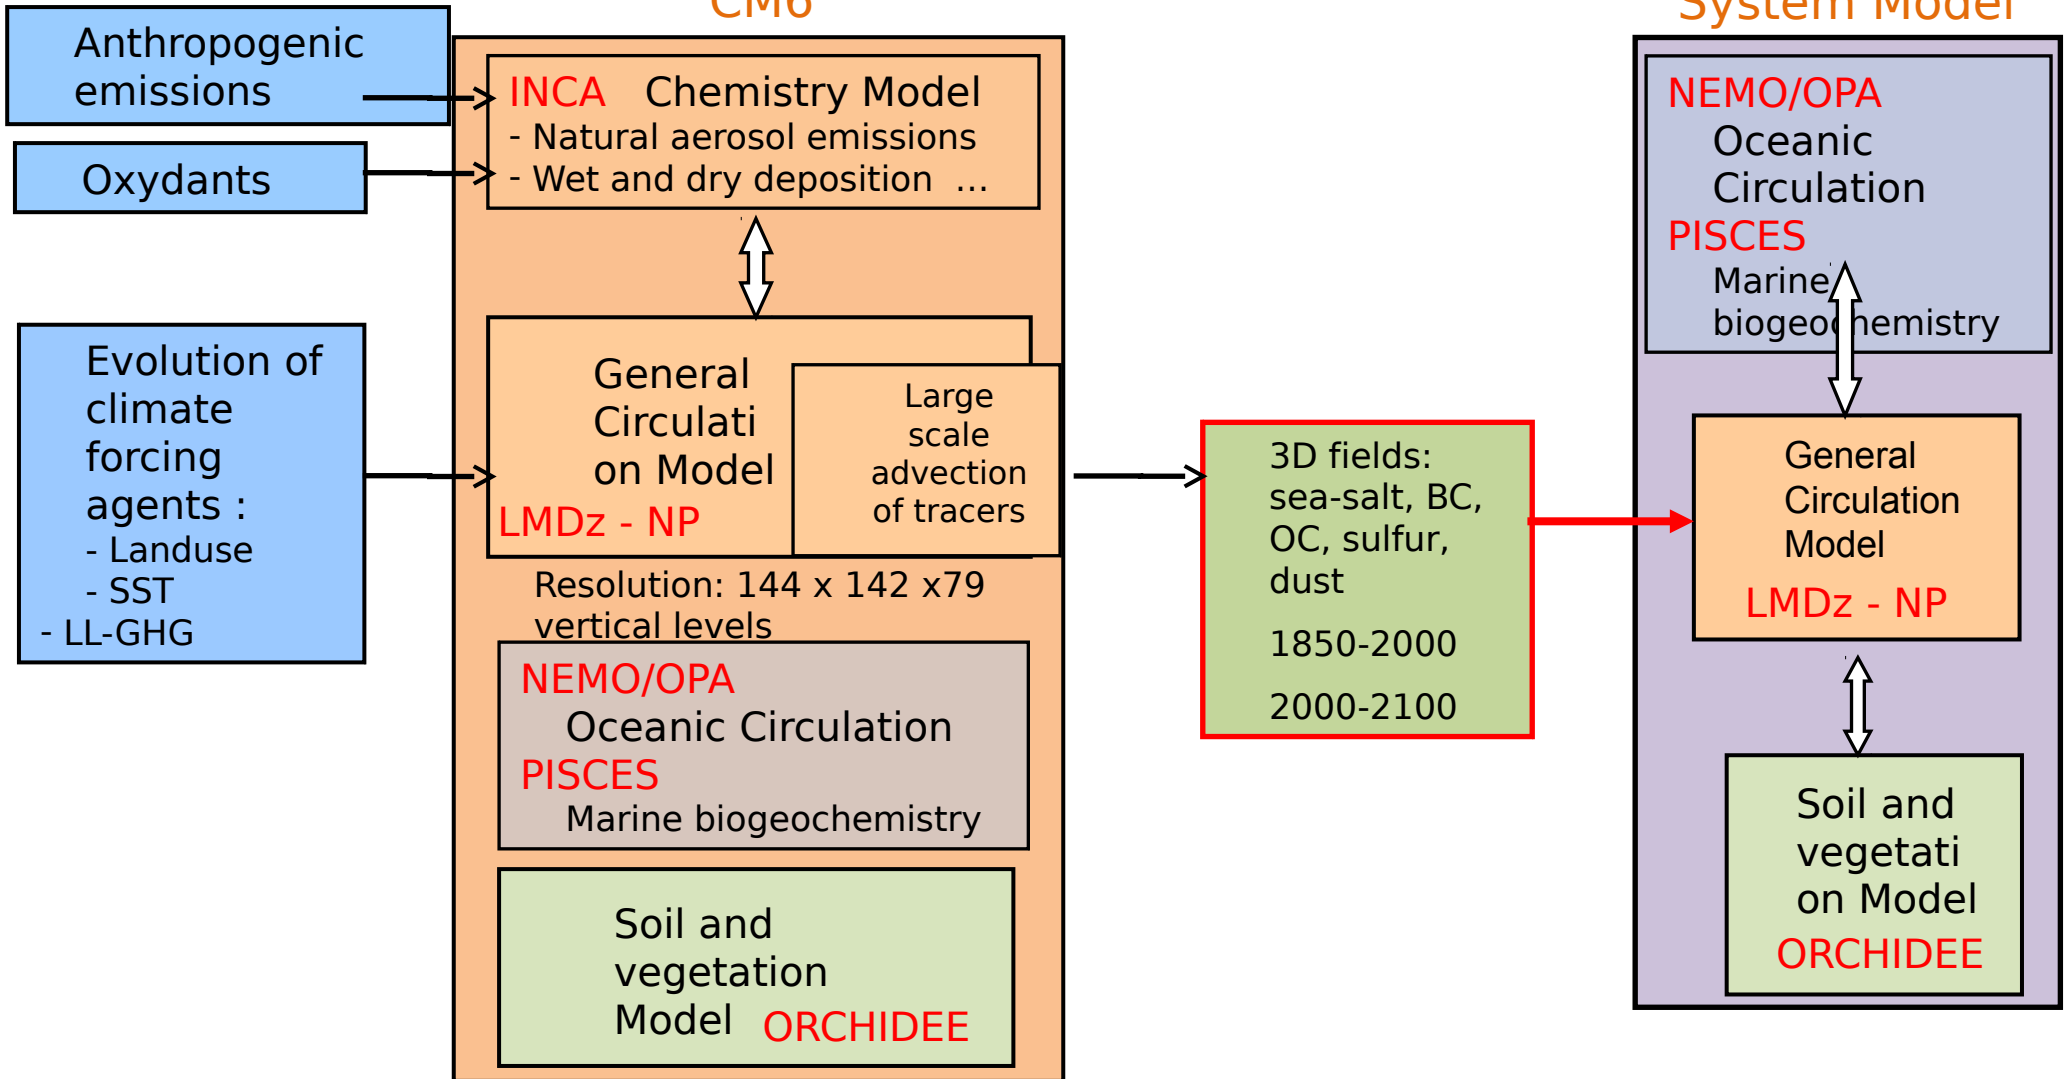 CM6
System Model
Anthropogenic
emissions
Oxydants
Evolution of
climate
forcing
agents :
- Landuse
- SST
- LL-GHG
INCA Chemistry Model
- Natural aerosol emissions
- Wet and dry deposition ...
General
Circulati
on Model
LMDz - NP
Large
scale
advection
of tracers
Resolution: 144 x 142 x79
vertical levels
NEMO/OPA
Oceanic Circulation
PISCES
Marine biogeochemistry
Soil and
vegetation
Model ORCHIDEE
3D fields:
sea-salt, BC,
OC, sulfur,
dust
1850-2000
2000-2100
NEMO/OPA
Oceanic
Circulation
PISCES
Marine
biogeochemistry
General
Circulation
Model
LMDz - NP
Soil and
vegetati
on Model
ORCHIDEE